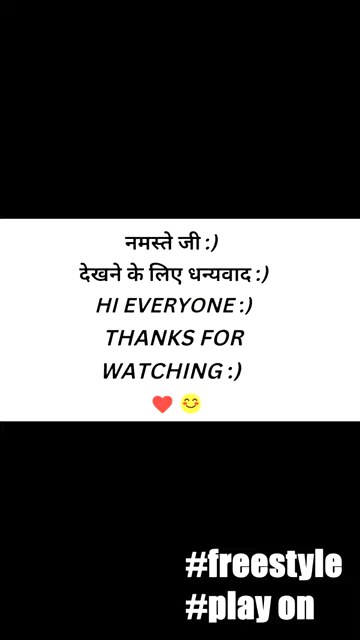 नमस्ते जी :)
देखने के लिए धन्यवाद :)
HI EVERYONE :)
THANKS FOR
WATCHING :)
❤️ 😊
#freestyle
#play on